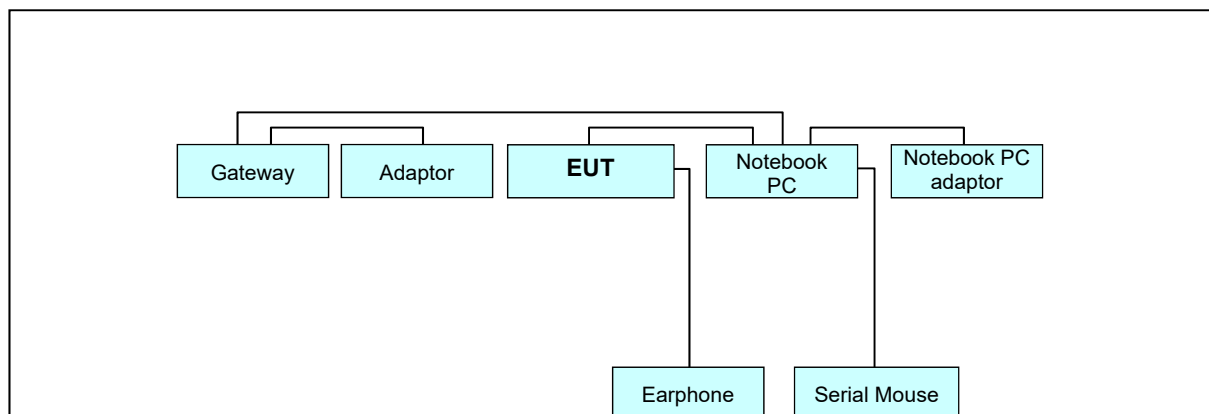 Gateway
Adaptor
EUT
Notebook
PC
Notebook PC
adaptor
Earphone
Serial Mouse